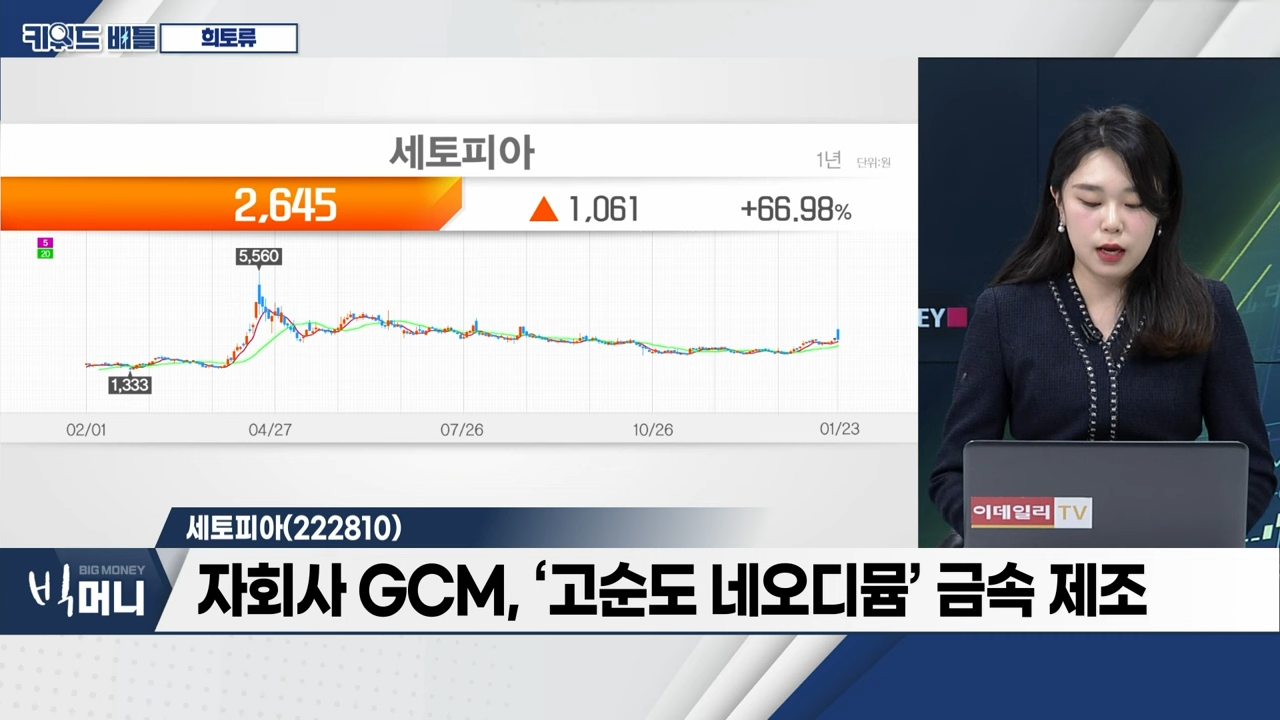 키워드 배틀 희토류
세토피아
1년 단위:원
2,645 ▲ 1,061 +66.98%
5
20
5,560
1,333
02/01 04/27 07/26 10/26 01/23
EY
이데일리 TV
세토피아(222810)
BIG MONEY
빅머니
자회사 GCM, ‘고순도 네오디뮴’ 금속 제조